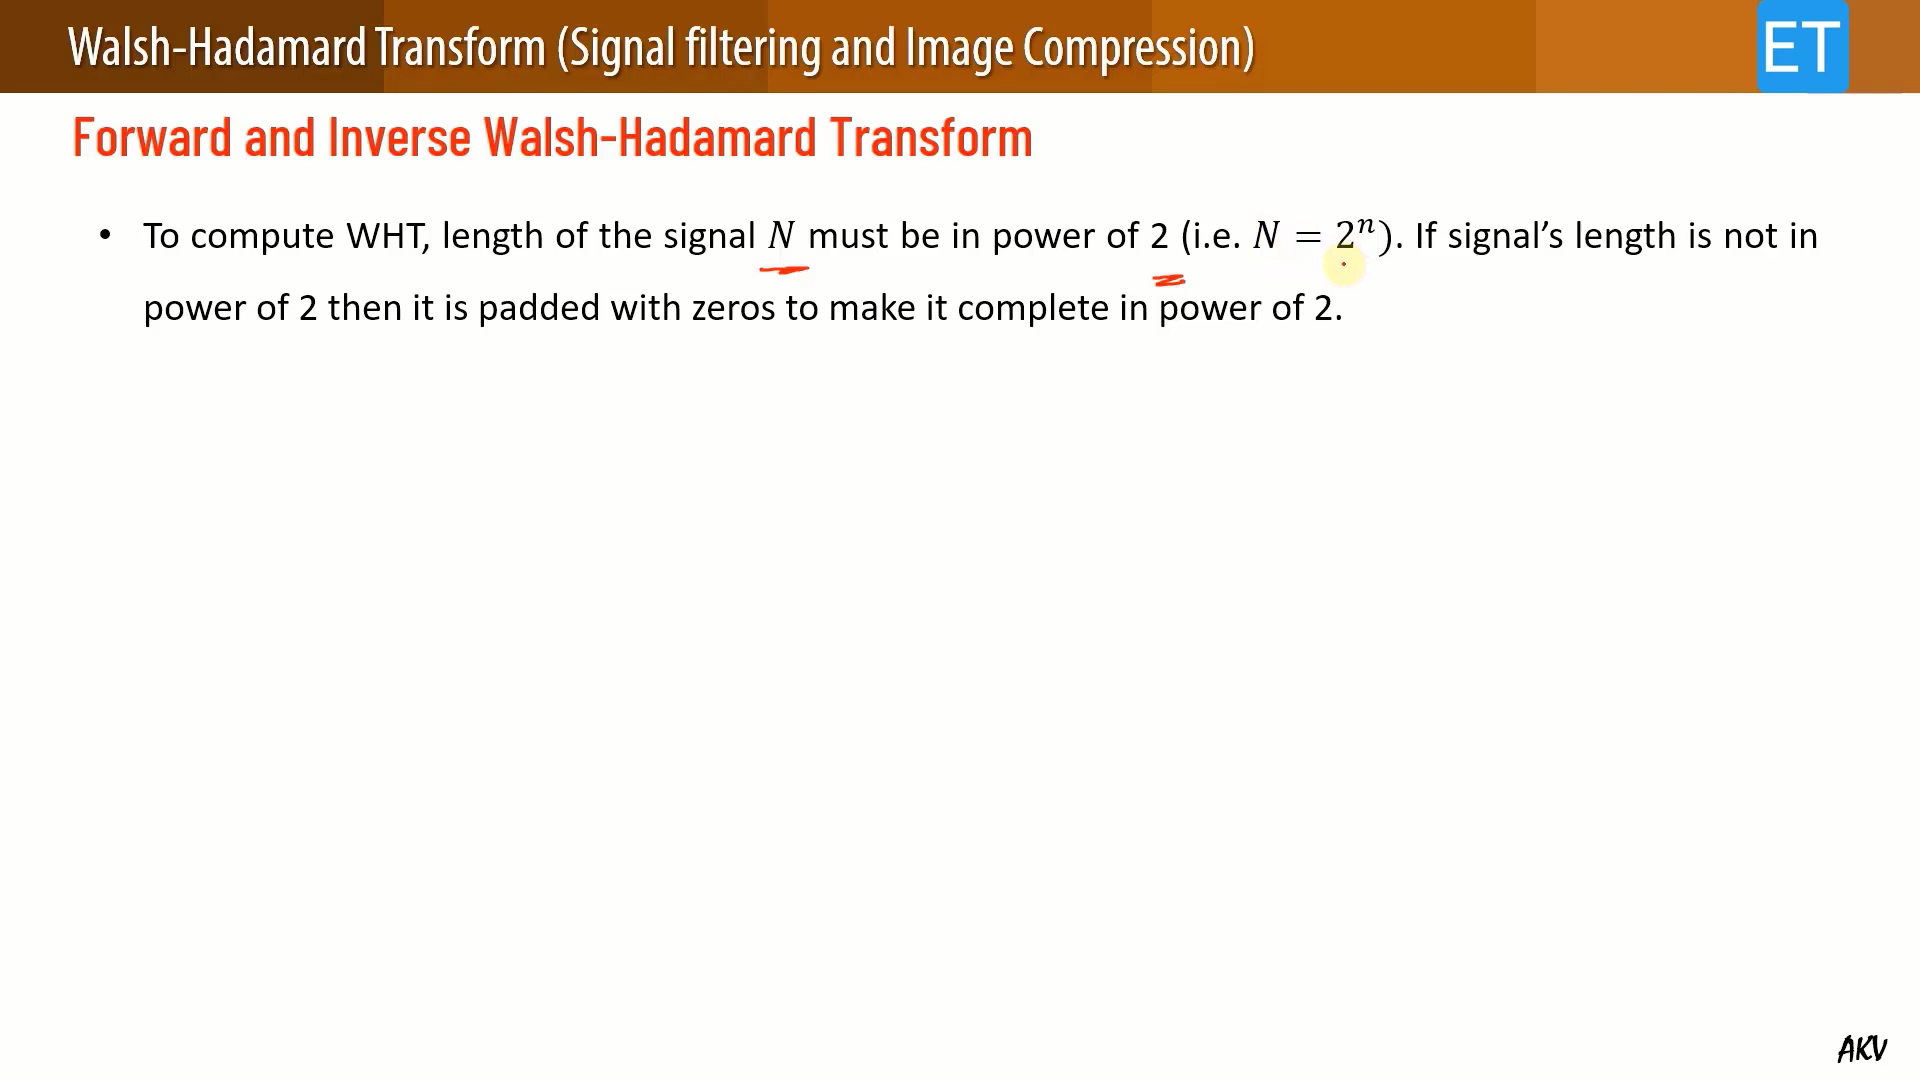 Walsh-Hadamard Transform (Signal filtering and Image Compression)
ET
Forward and Inverse Walsh-Hadamard Transform
• To compute WHT, length of the signal N must be in power of 2 (i.e. N = 2ⁿ). If signal’s length is not in
power of 2 then it is padded with zeros to make it complete in power of 2.
AKV